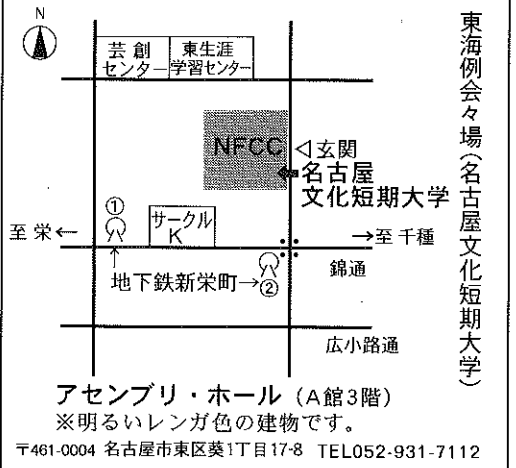 東海例会々場（名古屋文化短期大学）
N
芸創
センター
東生涯
学習センター
NFCC
◁玄関
名古屋
文化短期大学
①
サークル
K
至栄←
→至千種
地下鉄新栄町→②
錦通
広小路通
アセンブリ・ホール（A館3階）
※明るいレンガ色の建物です。
〒461-0004 名古屋市東区葵1丁目17-8 TEL052-931-7112